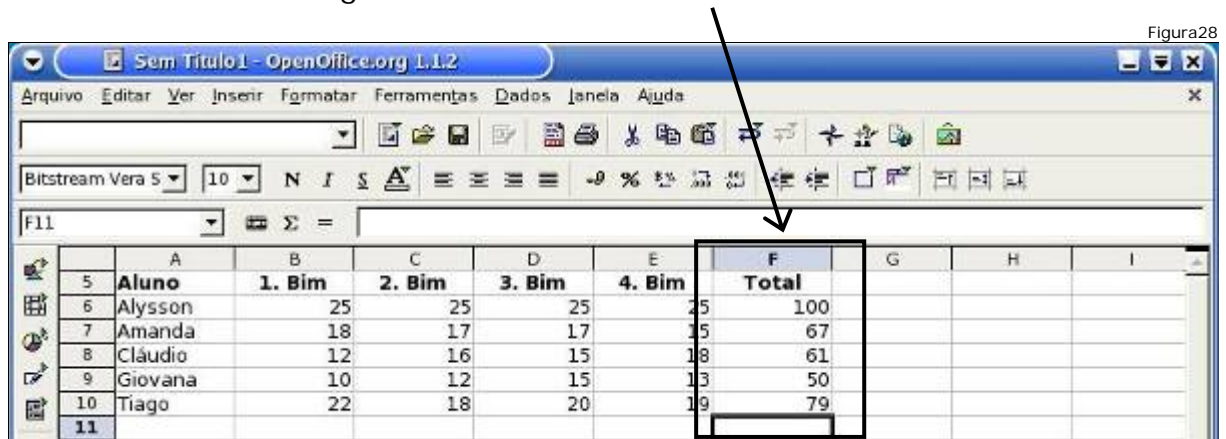 Figura28
Sem Titulo1 - OpenOffice.org 1.1.2
Arquivo Editar Ver Inserir Formatar Ferramentas Dados Janela Ajuda
Bitstream Vera S 10 N I S A %
F11 Σ =
A B C D E F G H I
5 Aluno 1. Bim 2. Bim 3. Bim 4. Bim Total
6 Alysson 25 25 25 25 100
7 Amanda 18 17 17 15 67
8 Cláudio 12 16 15 18 61
9 Giovana 10 12 15 13 50
10 Tiago 22 18 20 19 79
11